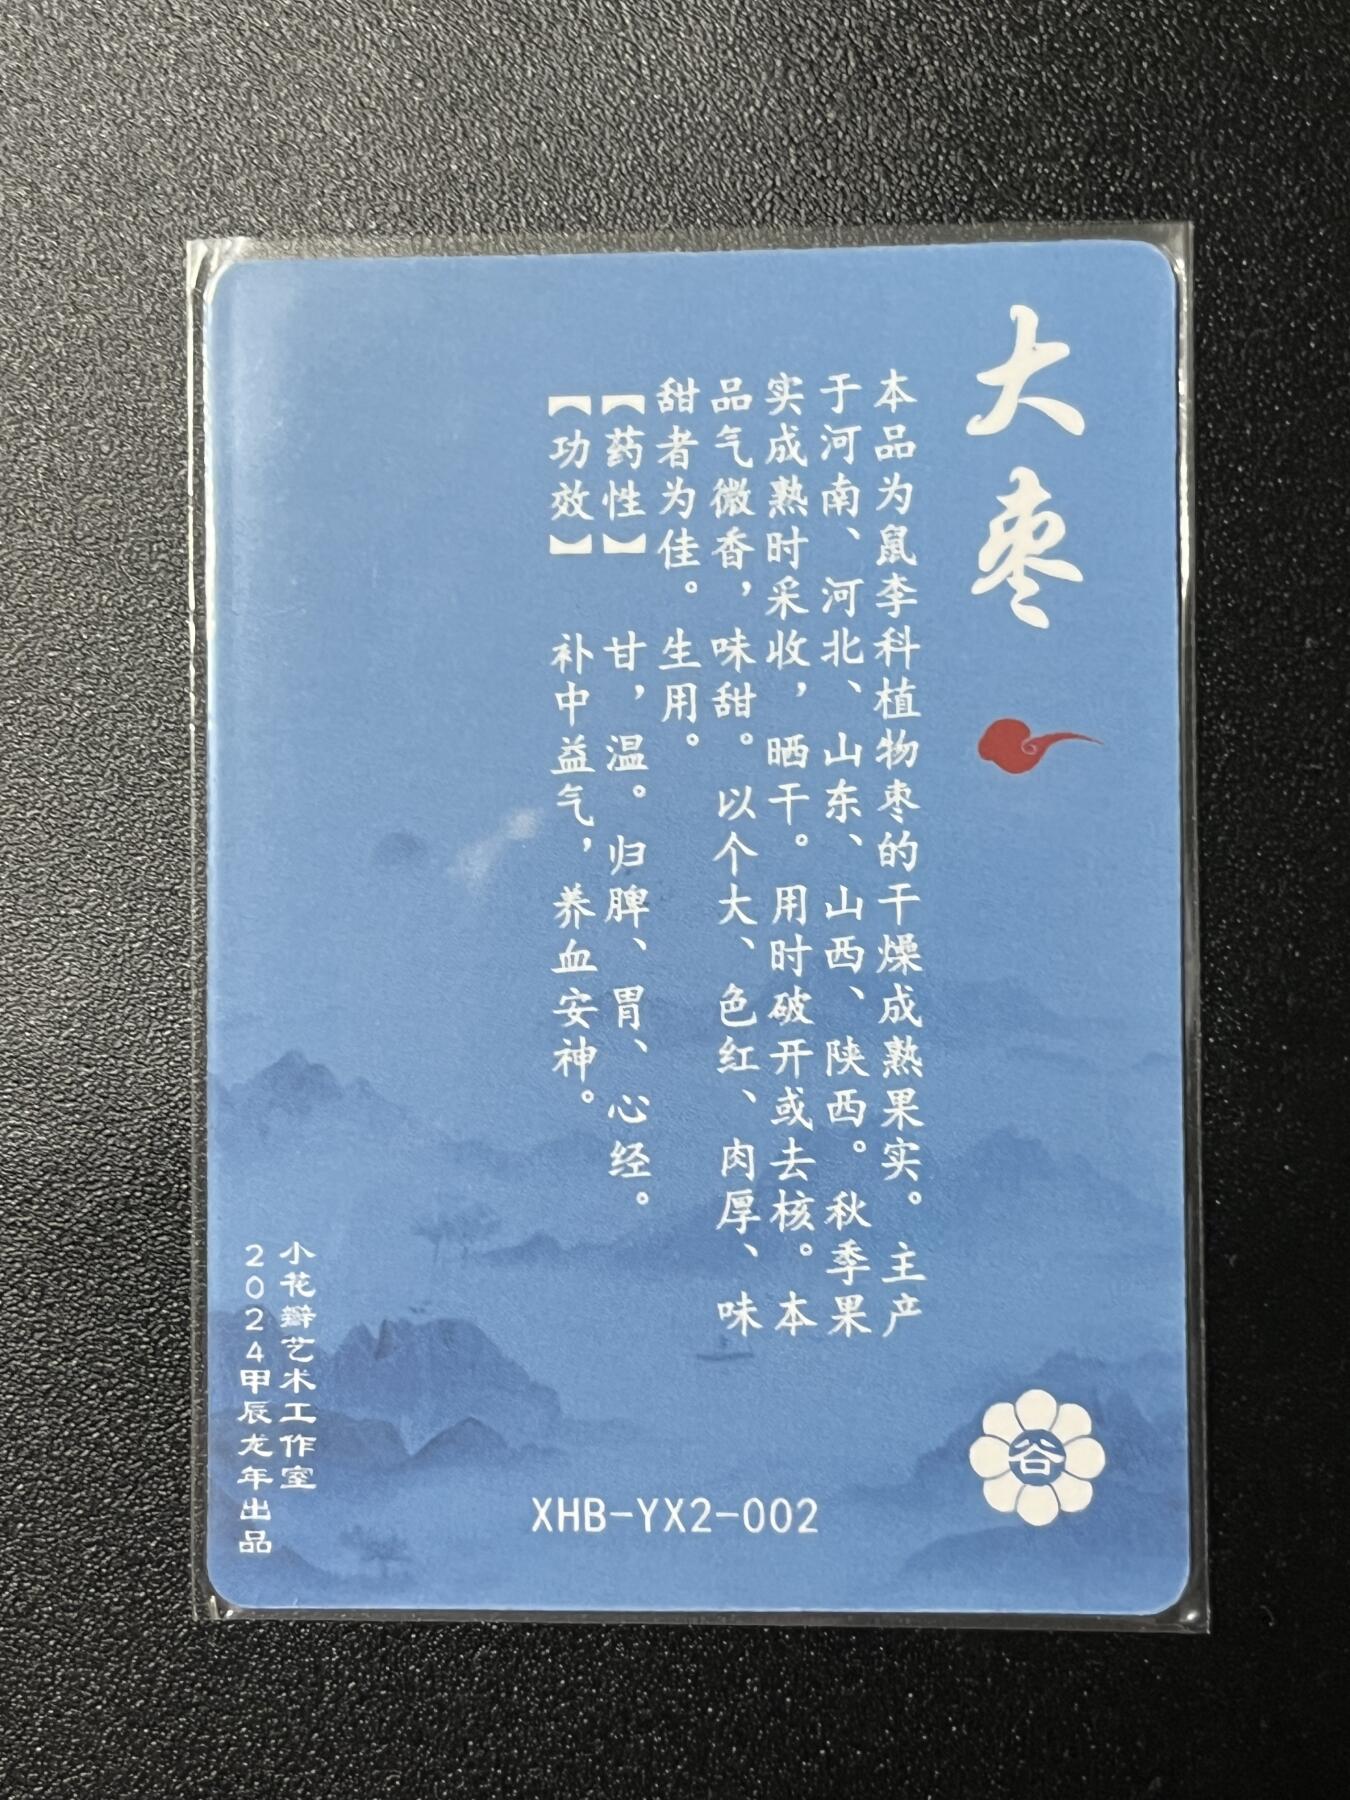 大枣
本品为鼠李科植物枣的干燥成熟果实。主产
于河南、河北、山东、山西、陕西。秋季果
实成熟时采收，晒干。用时破开或去核。本
品气微香，味甜。以个大、色红、肉厚、味
甜者为佳。生用。
【药性】 甘，温。归脾、胃、心经。
【功效】 补中益气，养血安神。
谷
小花瓣艺术工作室
2024甲辰龙年出品
XHB-YX2-002